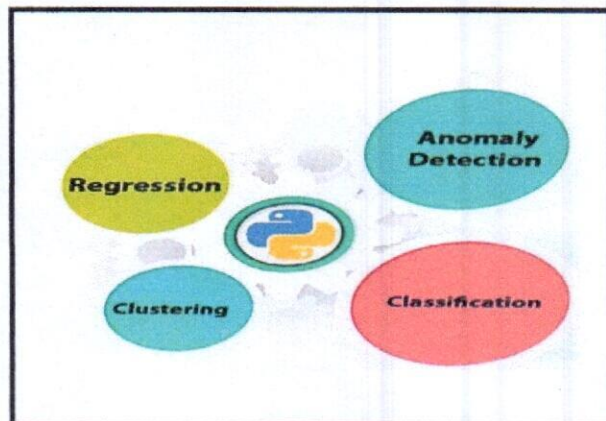 Regression
Anomaly
Detection
Clustering
Classification